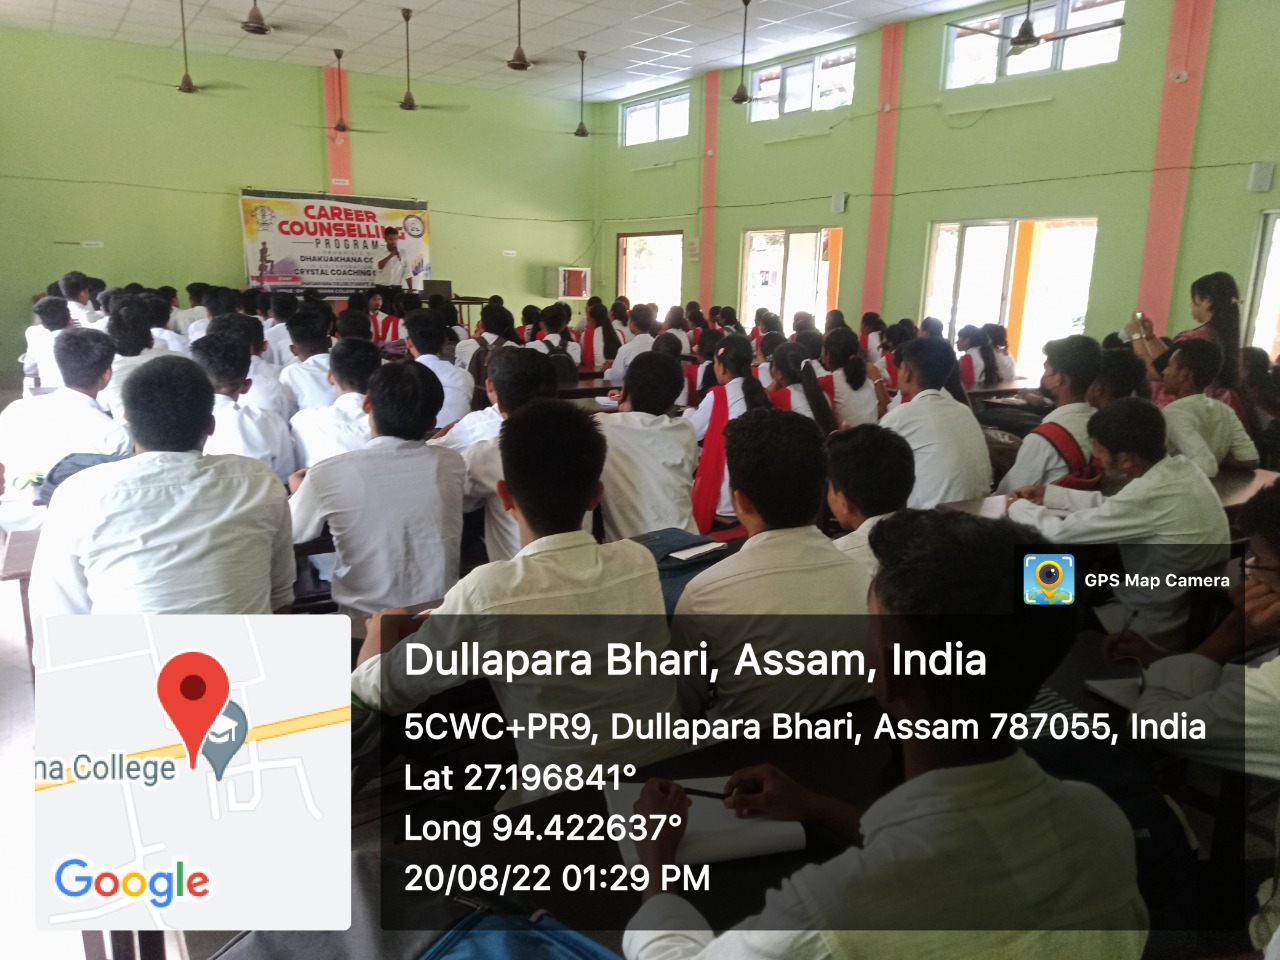 CAREER
COUNSELLING
PROGRAM
DHAKUAKHANA CO
CRYSTAL COACHING C
GPS Map Camera
Dullapara Bhari, Assam, India
5CWC+PR9, Dullapara Bhari, Assam 787055, India
Lat 27.196841°
Long 94.422637°
20/08/22 01:29 PM
na College
Google